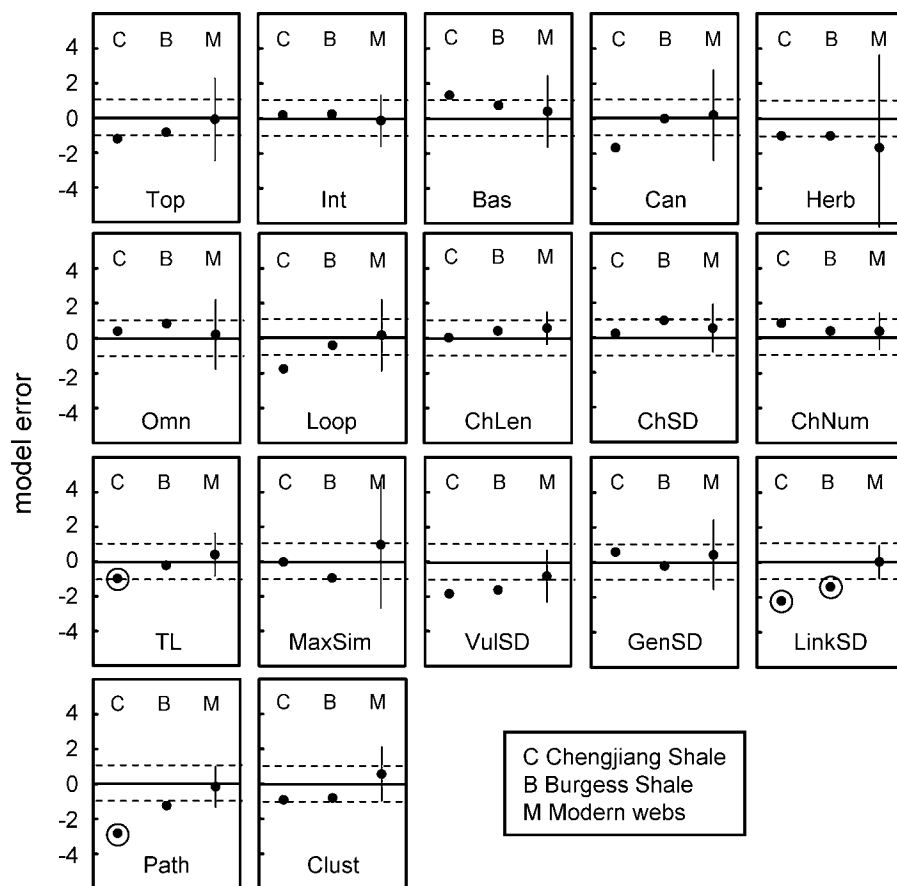 model error
4
2
0
-2
-4
C B M
Top
C B M
Int
C B M
Bas
C B M
Can
C B M
Herb
4
2
0
-2
-4
C B M
Omn
C B M
Loop
C B M
ChLen
C B M
ChSD
C B M
ChNum
4
2
0
-2
-4
C B M
TL
C B M
MaxSim
C B M
VulSD
C B M
GenSD
C B M
LinkSD
4
2
0
-2
-4
C B M
Path
C B M
Clust
C Chengjiang Shale
B Burgess Shale
M Modern webs